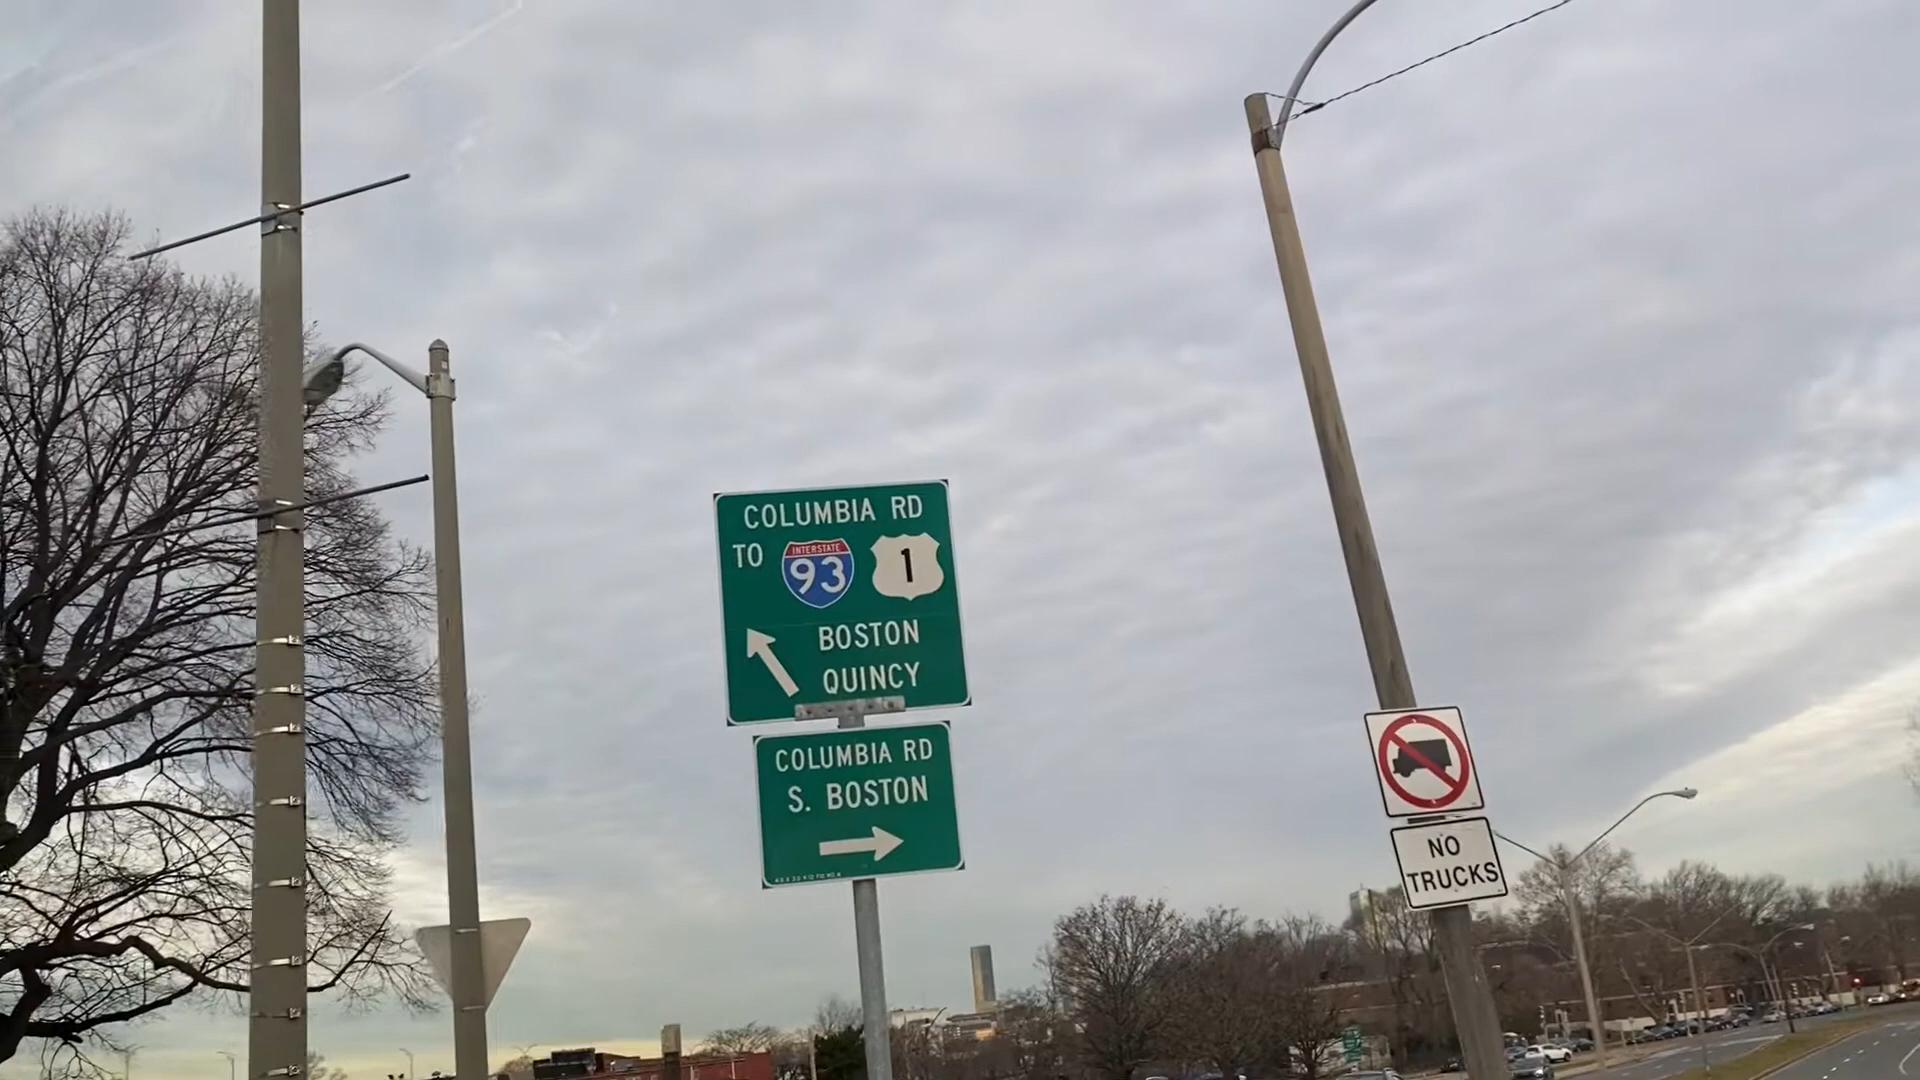 COLUMBIA RD
TO INTERSTATE 93 1
BOSTON
QUINCY
COLUMBIA RD
S. BOSTON
NO
TRUCKS